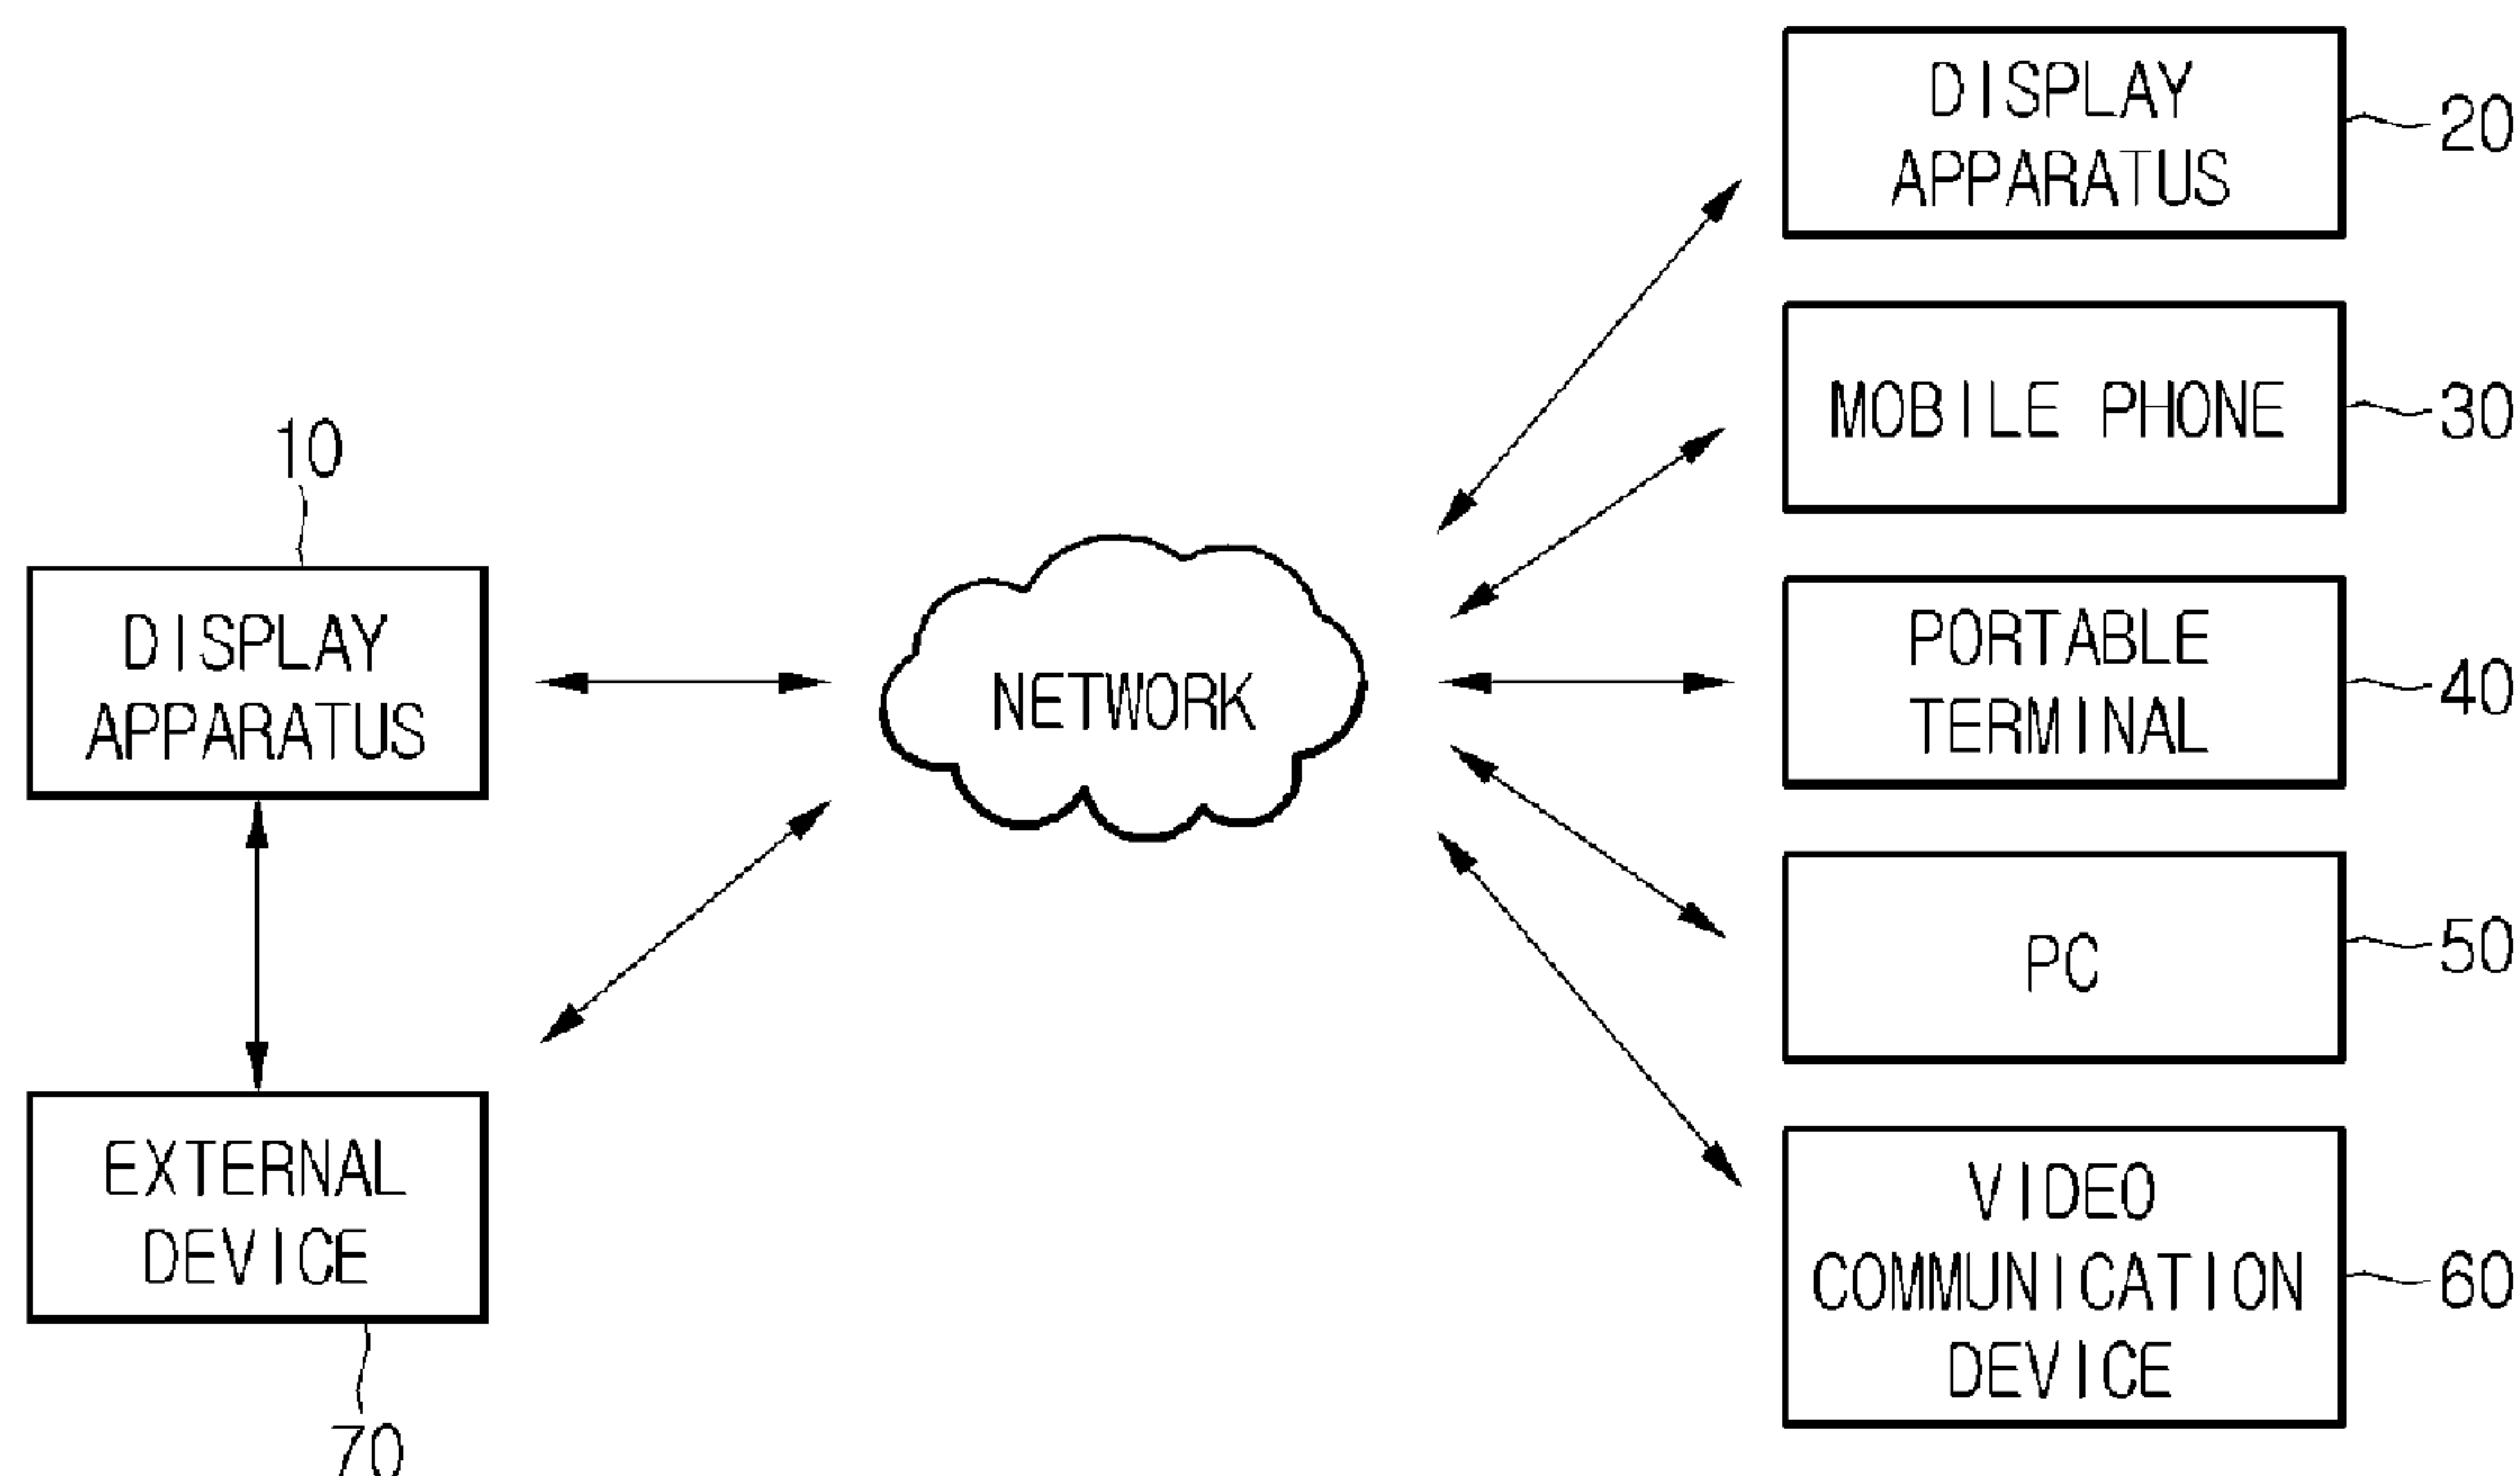 10
DISPLAY
APPARATUS
EXTERNAL
DEVICE
70
NETWORK
DISPLAY
APPARATUS
20
MOBILE PHONE
30
PORTABLE
TERMINAL
40
PC
50
VIDEO
COMMUNICATION
DEVICE
60